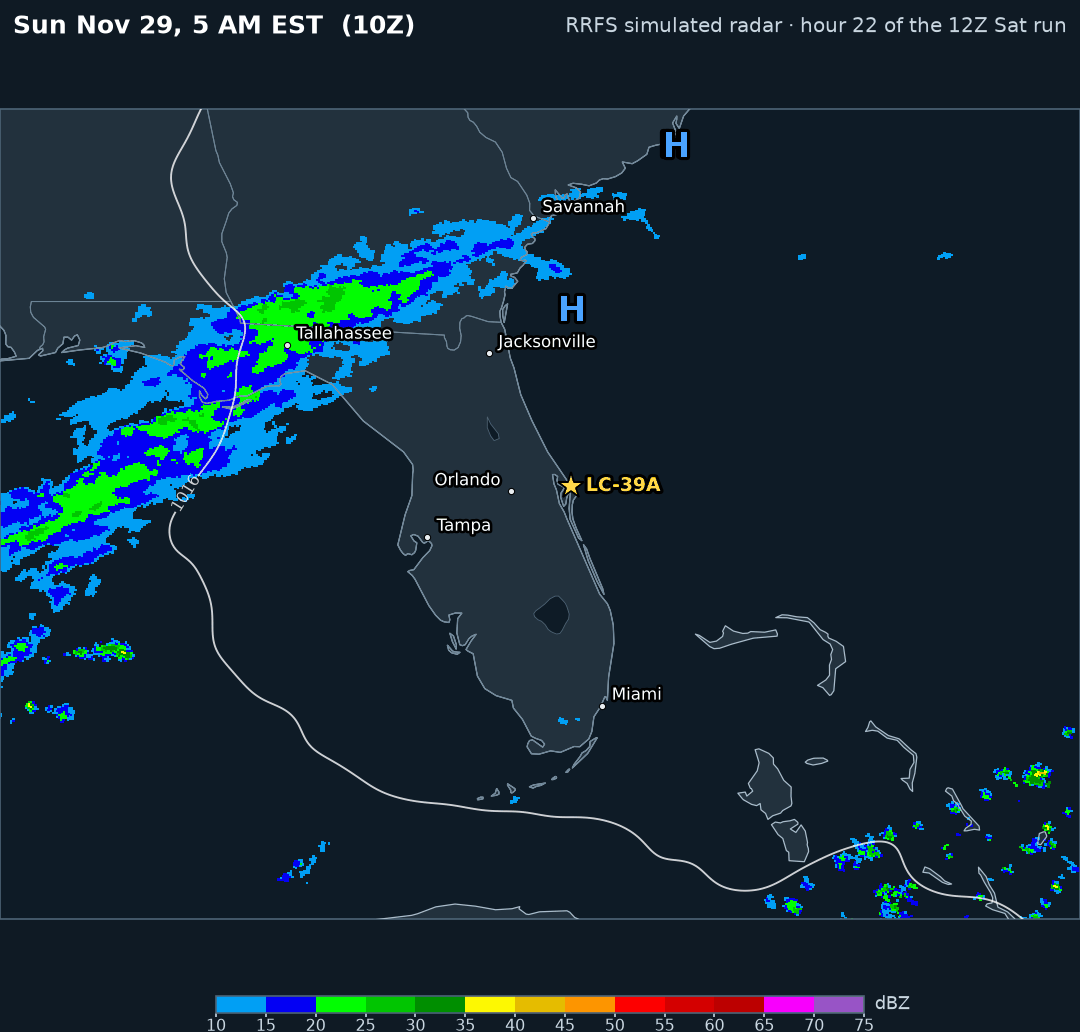 Sun Nov 29, 5 AM EST (10Z)
RRFS simulated radar · hour 22 of the 12Z Sat run
H
Savannah
H
Tallahassee
Jacksonville
Orlando
LC-39A
1016
Tampa
Miami
dBZ
10 15 20 25 30 35 40 45 50 55 60 65 70 75